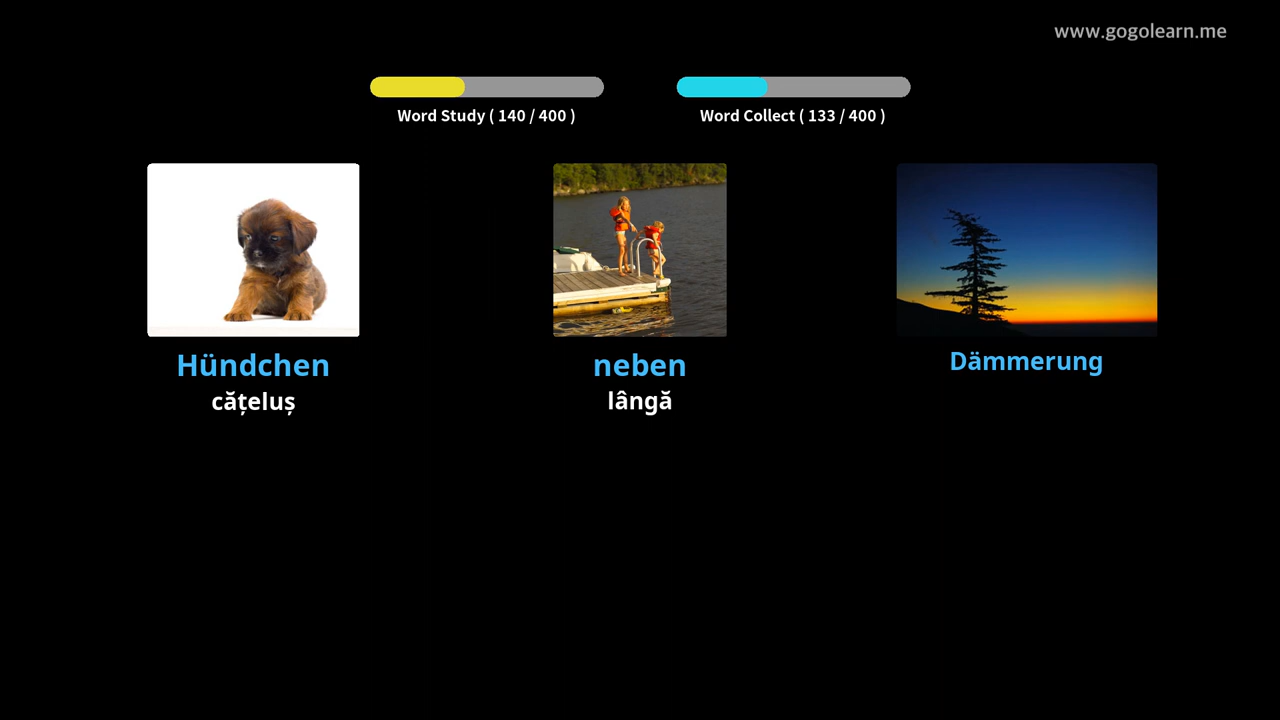 www.gogolearn.me
Word Study ( 140 / 400 )
Word Collect ( 133 / 400 )
Hündchen
cățeluș
neben
lângă
Dämmerung